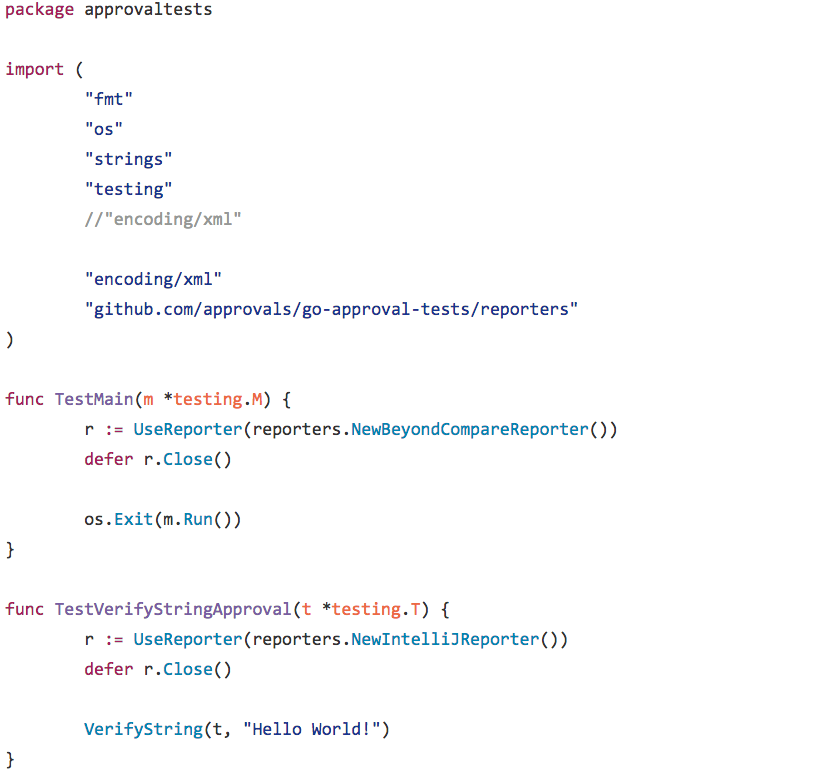 package approvaltests

import (
        "fmt"
        "os"
        "strings"
        "testing"
        //"encoding/xml"

        "encoding/xml"
        "github.com/approvals/go-approval-tests/reporters"
)

func TestMain(m *testing.M) {
        r := UseReporter(reporters.NewBeyondCompareReporter())
        defer r.Close()

        os.Exit(m.Run())
}

func TestVerifyStringApproval(t *testing.T) {
        r := UseReporter(reporters.NewIntelliJReporter())
        defer r.Close()

        VerifyString(t, "Hello World!")
}